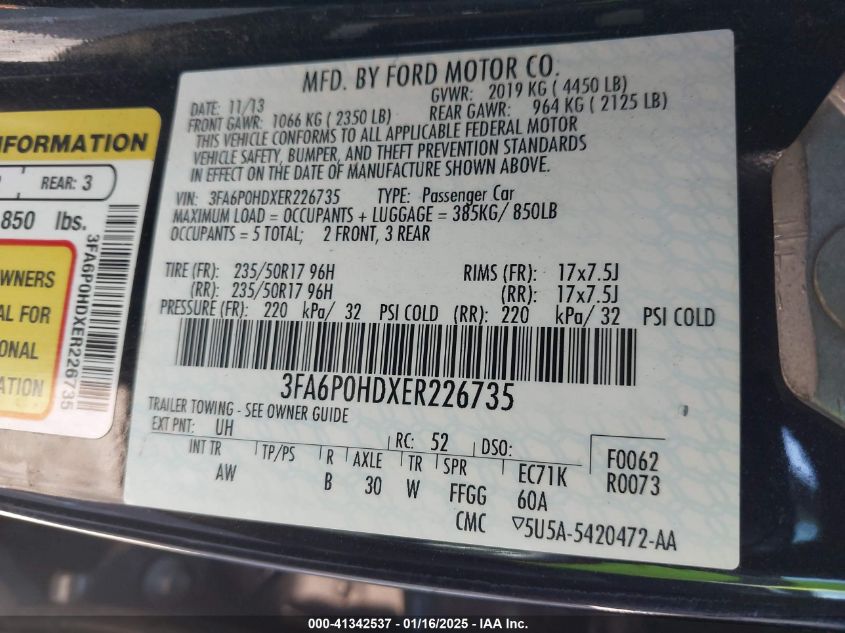 MFD. BY FORD MOTOR CO.
DATE: 11/13 GVWR: 2019 KG ( 4450 LB)
FRONT GAWR: 1066 KG ( 2350 LB) REAR GAWR: 964 KG ( 2125 LB)
THIS VEHICLE CONFORMS TO ALL APPLICABLE FEDERAL MOTOR
VEHICLE SAFETY, BUMPER, AND THEFT PREVENTION STANDARDS
IN EFFECT ON THE DATE OF MANUFACTURE SHOWN ABOVE.
VIN: 3FA6P0HDXER226735 TYPE: Passenger Car
MAXIMUM LOAD = OCCUPANTS + LUGGAGE = 385KG/ 850LB
OCCUPANTS = 5 TOTAL; 2 FRONT, 3 REAR
TIRE (FR): 235/50R17 96H RIMS (FR): 17x7.5J
(RR): 235/50R17 96H (RR): 17x7.5J
PRESSURE (FR): 220 kPa/ 32 PSI COLD (RR): 220 kPa/ 32 PSI COLD
3FA6P0HDXER226735
TRAILER TOWING - SEE OWNER GUIDE
EXT PNT: UH RC: 52 DSO:
INT TR TP/PS R AXLE TR SPR EC71K F0062
AW B 30 W FFGG 60A R0073
CMC 5U5A-5420472-AA
INFORMATION
REAR: 3
850 lbs.
OWNERS
AL FOR
ONAL
ATION
3FA6P0HDXER226735
000-41342537 - 01/16/2025 - IAA Inc.